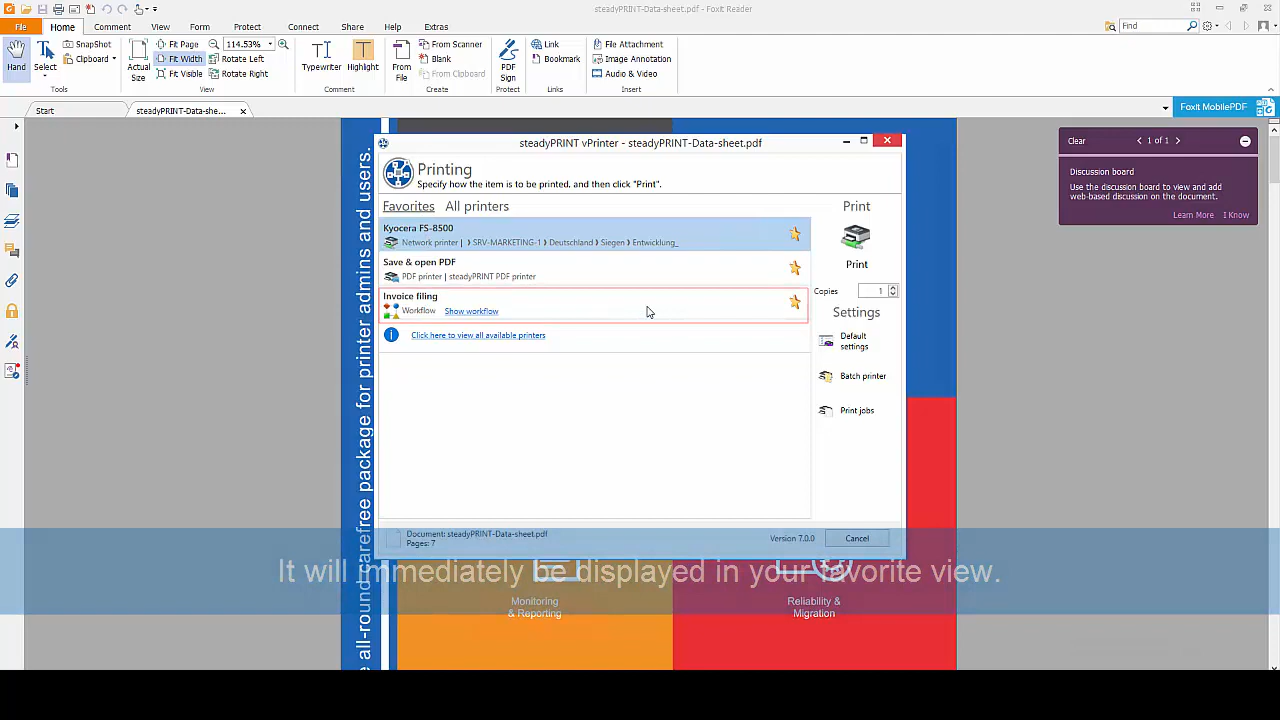 steadyPRINT-Data-sheet.pdf - Foxit Reader
File Home Comment View Form Protect Connect Share Help Extras
Find
Hand
Select
SnapShot
Clipboard
Tools
Actual
Size
Fit Page
Fit Width
Fit Visible
114.53%
Rotate Left
Rotate Right
View
Typewriter
Highlight
Comment
From
File
From Scanner
Blank
From Clipboard
Create
PDF
Sign
Protect
Link
Bookmark
Links
File Attachment
Image Annotation
Audio & Video
Insert
Start
steadyPRINT-Data-she...
Foxit MobilePDF
Clear
1 of 1
Discussion board
Use the discussion board to view and add
web-based discussion on the document.
Learn More I Know
all-round carefree package for printer admins and users.
steadyPRINT vPrinter - steadyPRINT-Data-sheet.pdf
Printing
Specify how the item is to be printed, and then click "Print".
Favorites All printers
Kyocera FS-8500
Network printer | SRV-MARKETING-1 Deutschland Siegen Entwicklung_
Save & open PDF
PDF printer | steadyPRINT PDF printer
Invoice filing
Workflow Show workflow
i Click here to view all available printers
Print
Print
Copies 1
Settings
Default
settings
Batch printer
Print jobs
Document: steadyPRINT-Data-sheet.pdf
Pages: 7
Version 7.0.0
Cancel
It will immediately be displayed in your favorite view.
Monitoring
& Reporting
Reliability &
Migration